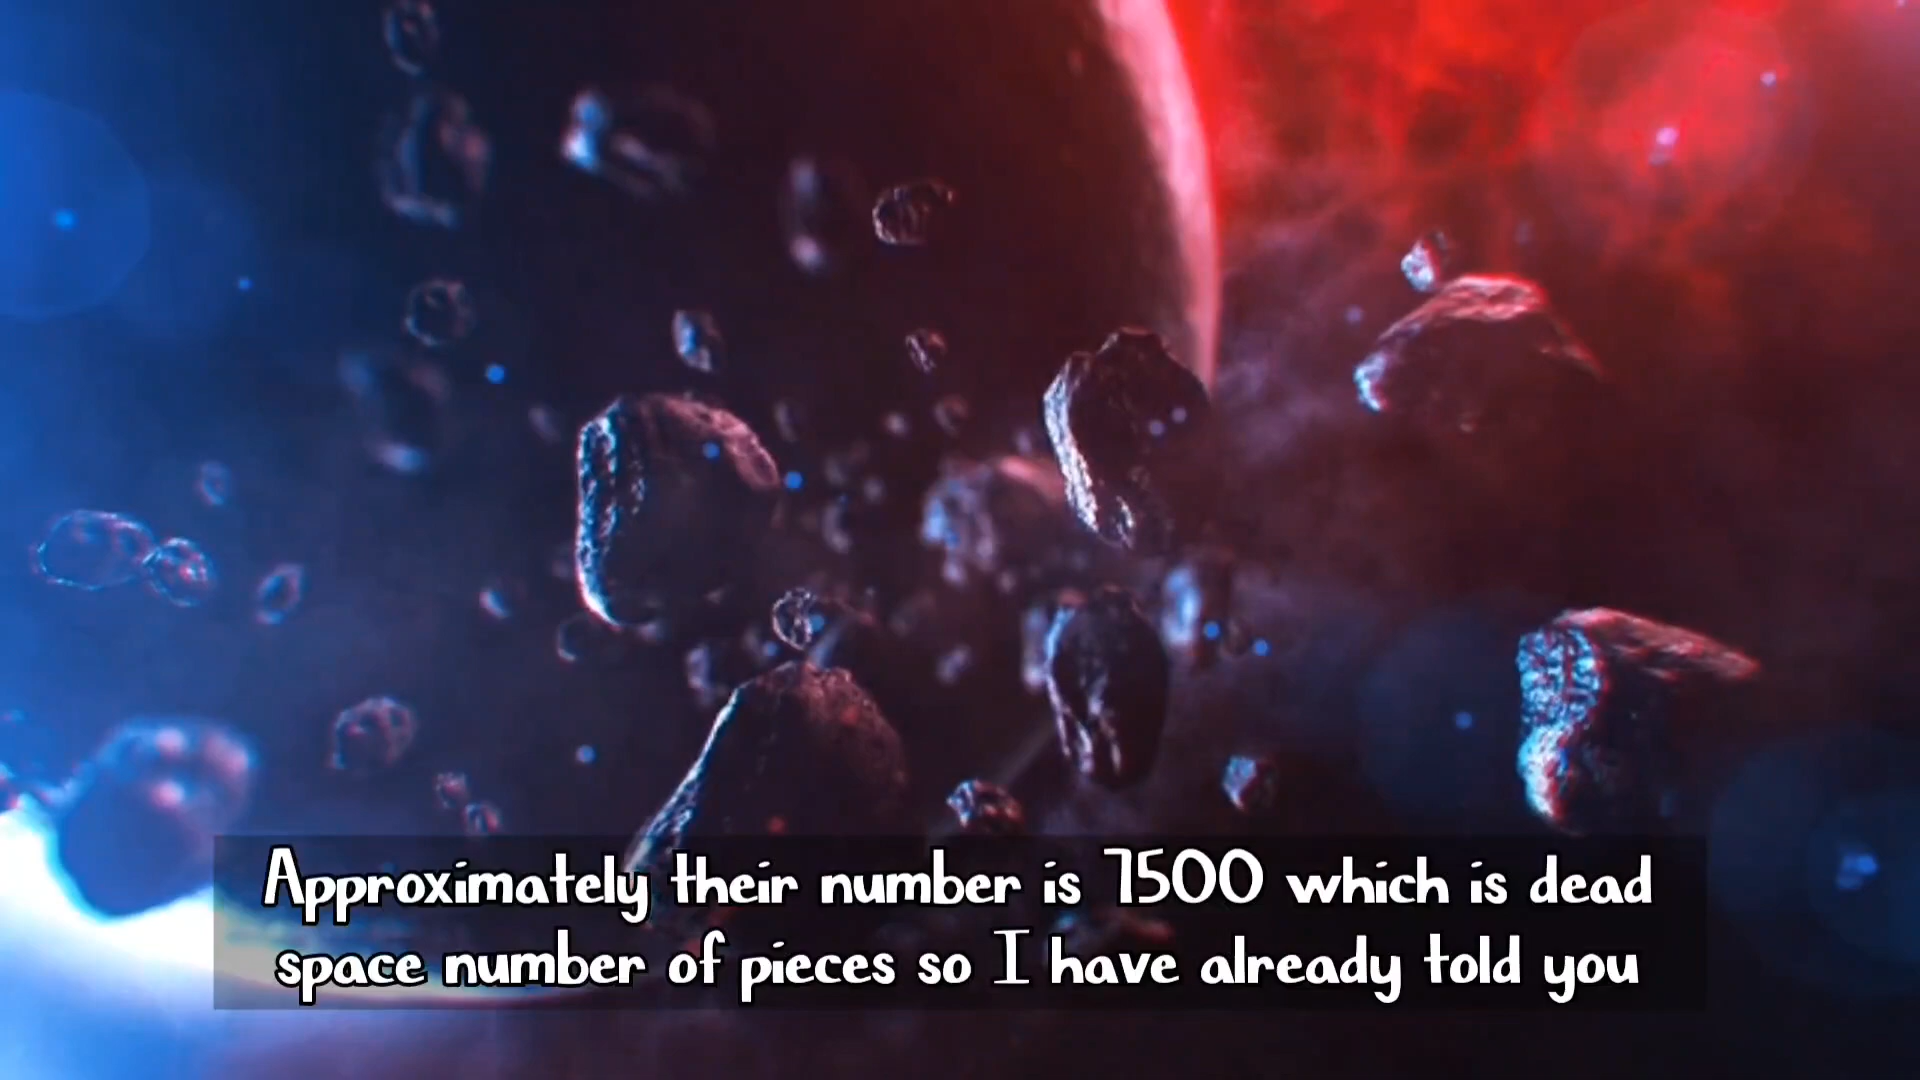 Approximately their number is 7500 which is dead
space number of pieces so I have already told you